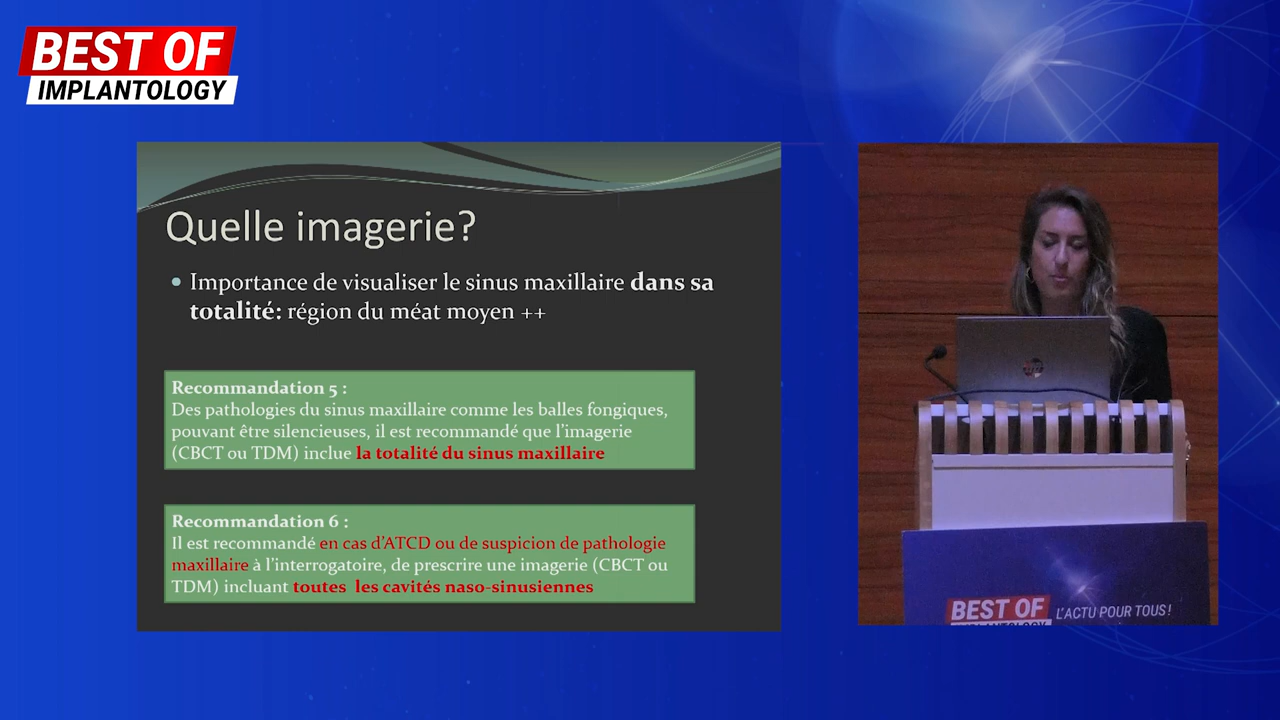 BEST OF
IMPLANTOLOGY
Quelle imagerie?
Importance de visualiser le sinus maxillaire dans sa
totalité: région du méat moyen ++
Recommandation 5 :
Des pathologies du sinus maxillaire comme les balles fongiques,
pouvant être silencieuses, il est recommandé que l'imagerie
(CBCT ou TDM) inclue la totalité du sinus maxillaire
Recommandation 6 :
Il est recommandé en cas d'ATCD ou de suspicion de pathologie
maxillaire à l'interrogatoire, de prescrire une imagerie (CBCT ou
TDM) incluant toutes les cavités naso-sinusiennes
BEST OF L'ACTU POUR TOUS!
IMPLANTOLOGY